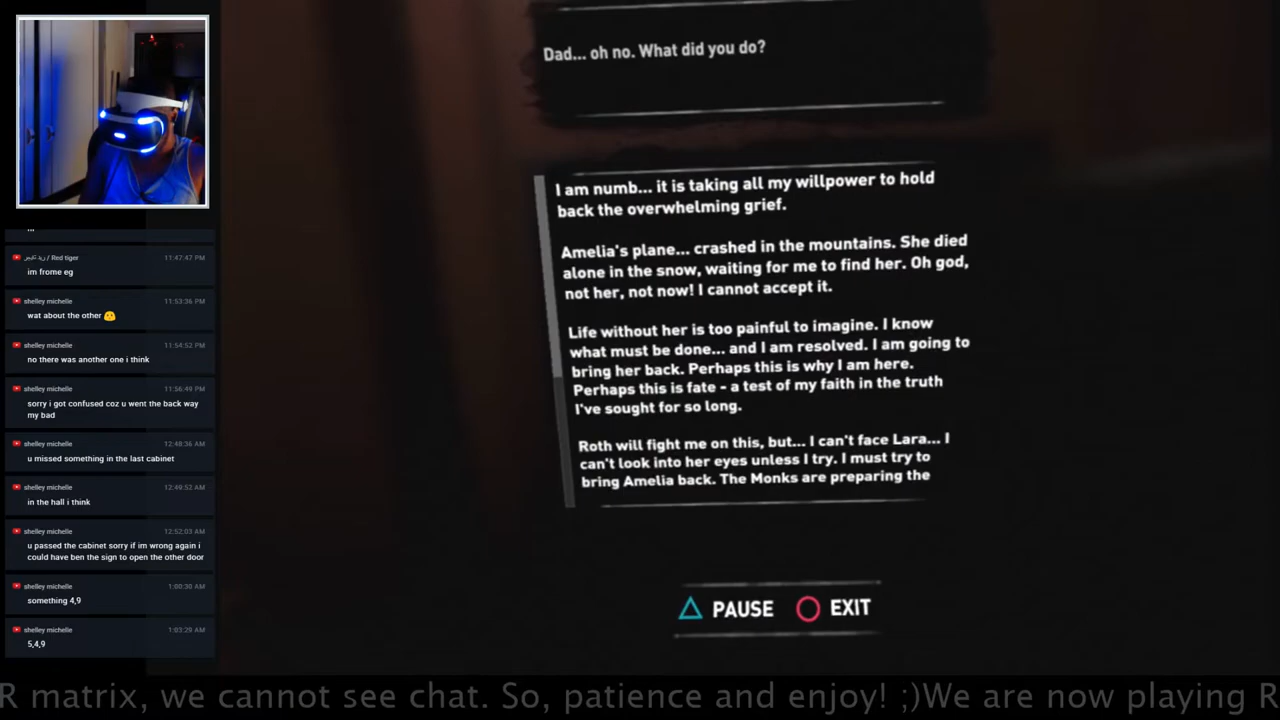 Dad... oh no. What did you do?
I am numb... it is taking all my willpower to hold
back the overwhelming grief.
Amelia's plane... crashed in the mountains. She died
alone in the snow, waiting for me to find her. Oh god,
not her, not now! I cannot accept it.
Life without her is too painful to imagine. I know
what must be done... and I am resolved. I am going to
bring her back. Perhaps this is why I am here.
Perhaps this is fate - a test of my faith in the truth
I've sought for so long.
Roth will fight me on this, but... I can't face Lara... I
can't look into her eyes unless I try. I must try to
bring Amelia back. The Monks are preparing the
PAUSE EXIT
/ Red tiger 11:47:47 PM
im frome eg
shelley michelle 11:53:36 PM
wat about the other
shelley michelle 11:54:52 PM
no there was another one i think
shelley michelle 11:56:49 PM
sorry i got confused coz u went the back way
my bad
shelley michelle 12:48:36 AM
u missed something in the last cabinet
shelley michelle 12:49:52 AM
in the hall i think
shelley michelle 12:52:03 AM
u passed the cabinet sorry if im wrong again i
could have ben the sign to open the other door
shelley michelle 1:00:30 AM
something 4,9
shelley michelle 1:03:29 AM
5,4,9
R matrix, we cannot see chat. So, patience and enjoy! ;)We are now playing R